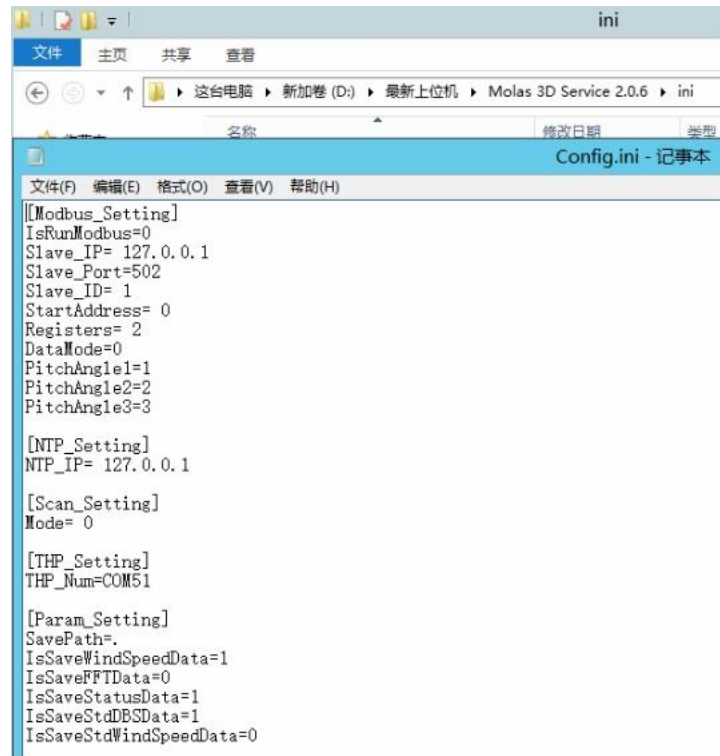 ini
文件 主页 共享 查看
这台电脑 新加卷 (D:) 最新上位机 Molas 3D Service 2.0.6 ini
名称 修改日期 类型
Config.ini - 记事本
文件(F) 编辑(E) 格式(O) 查看(V) 帮助(H)
[Modbus_Setting]
IsRunModbus=0
Slave_IP= 127.0.0.1
Slave_Port=502
Slave_ID= 1
StartAddress= 0
Registers= 2
DataMode=0
PitchAngle1=1
PitchAngle2=2
PitchAngle3=3
[NTP_Setting]
NTP_IP= 127.0.0.1
[Scan_Setting]
Mode= 0
[THP_Setting]
THP_Num=COM51
[Param_Setting]
SavePath=.
IsSaveWindSpeedData=1
IsSaveFFTData=0
IsSaveStatusData=1
IsSaveStdDBSData=1
IsSaveStdWindSpeedData=0